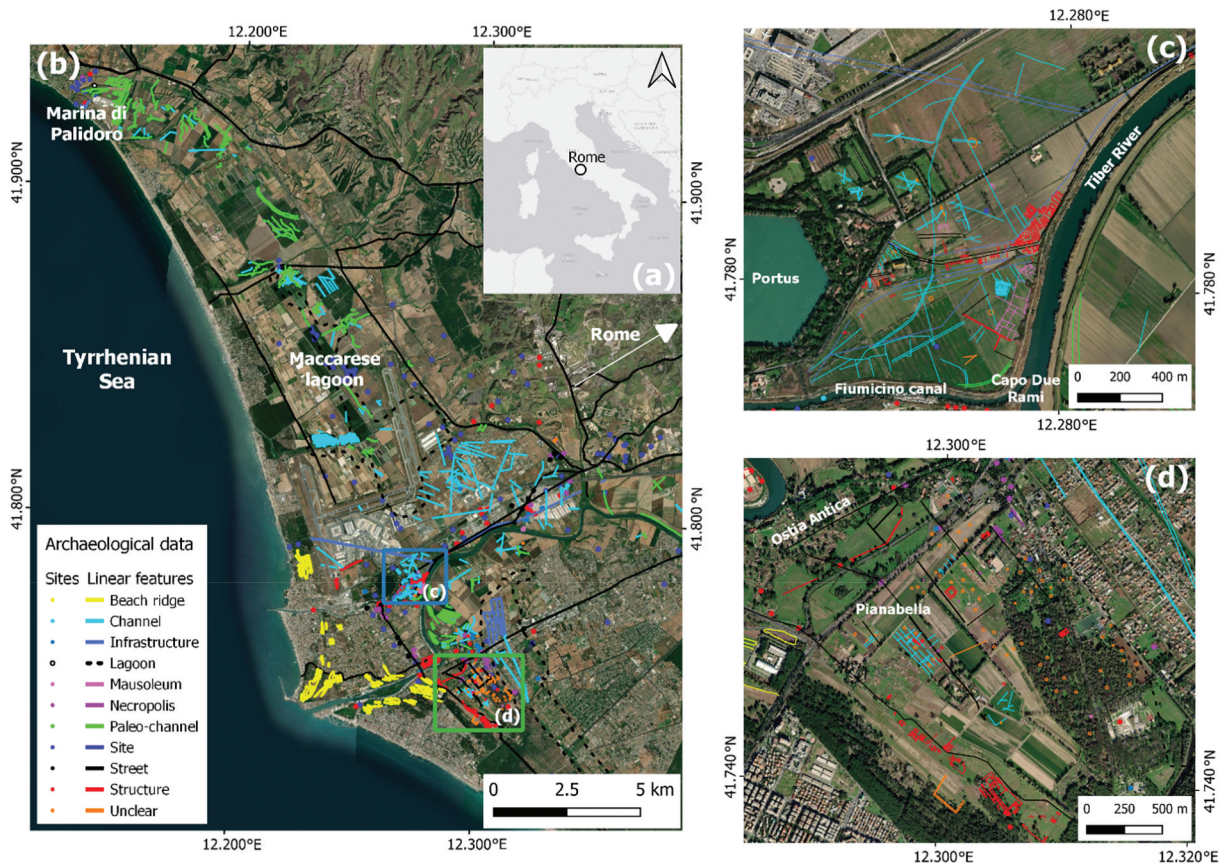 12.200°E
12.300°E
(b)
Marina di
Palidoro
41.900°N
Rome
(a)
41.900°N
Tyrrhenian
Sea
Maccarese
lagoon
Rome
41.800°N
41.800°N
(c)
(d)
Archaeological data
Sites Linear features
Beach ridge
Channel
Infrastructure
Lagoon
Mausoleum
Necropolis
Paleo-channel
Site
Street
Structure
Unclear
0 2.5 5 km
12.200°E
12.300°E
12.280°E
(c)
Tiber River
41.780°N
Portus
41.780°N
Fiumicino canal
Capo Due
Rami
0 200 400 m
12.280°E
12.300°E
(d)
Ostia Antica
Pianabella
41.740°N
41.740°N
0 250 500 m
12.300°E
12.320°E